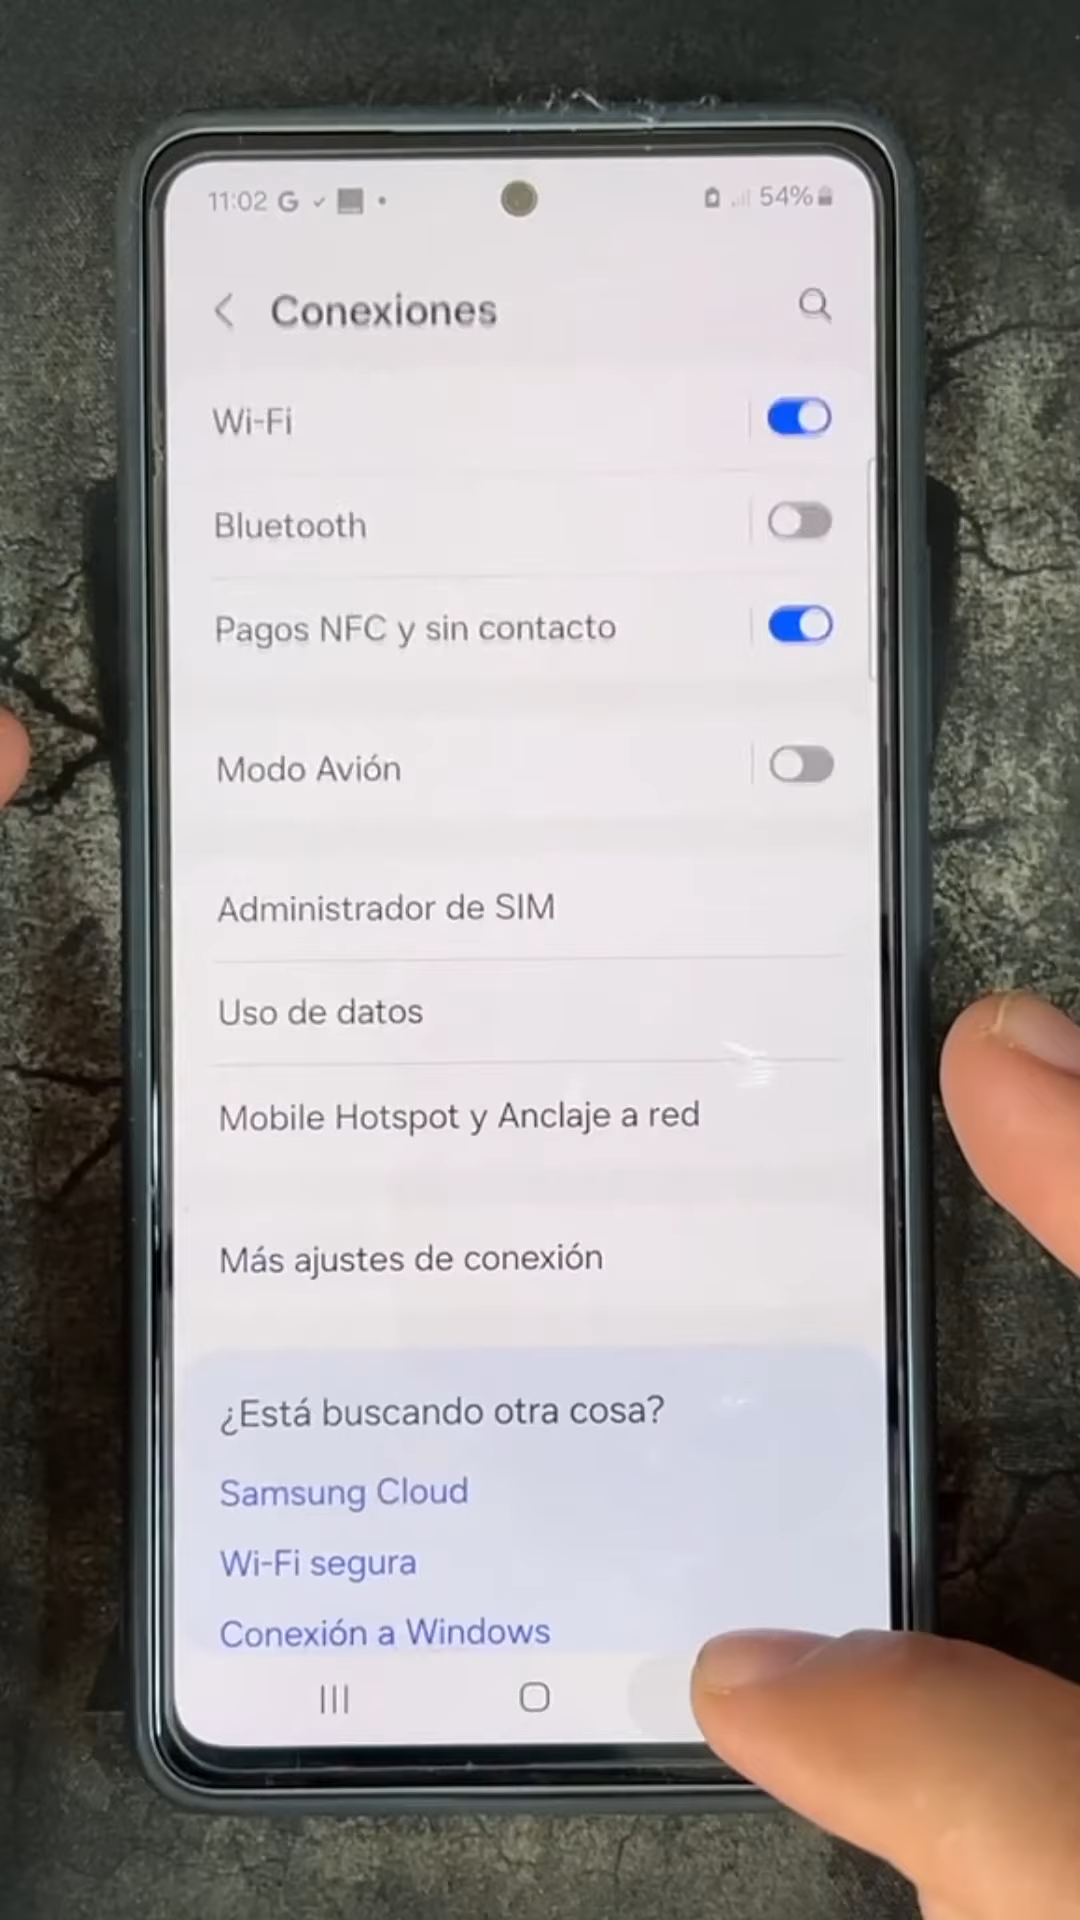 11:02 G
54%
Conexiones
Wi-Fi
Bluetooth
Pagos NFC y sin contacto
Modo Avión
Administrador de SIM
Uso de datos
Mobile Hotspot y Anclaje a red
Más ajustes de conexión
¿Está buscando otra cosa?
Samsung Cloud
Wi-Fi segura
Conexión a Windows